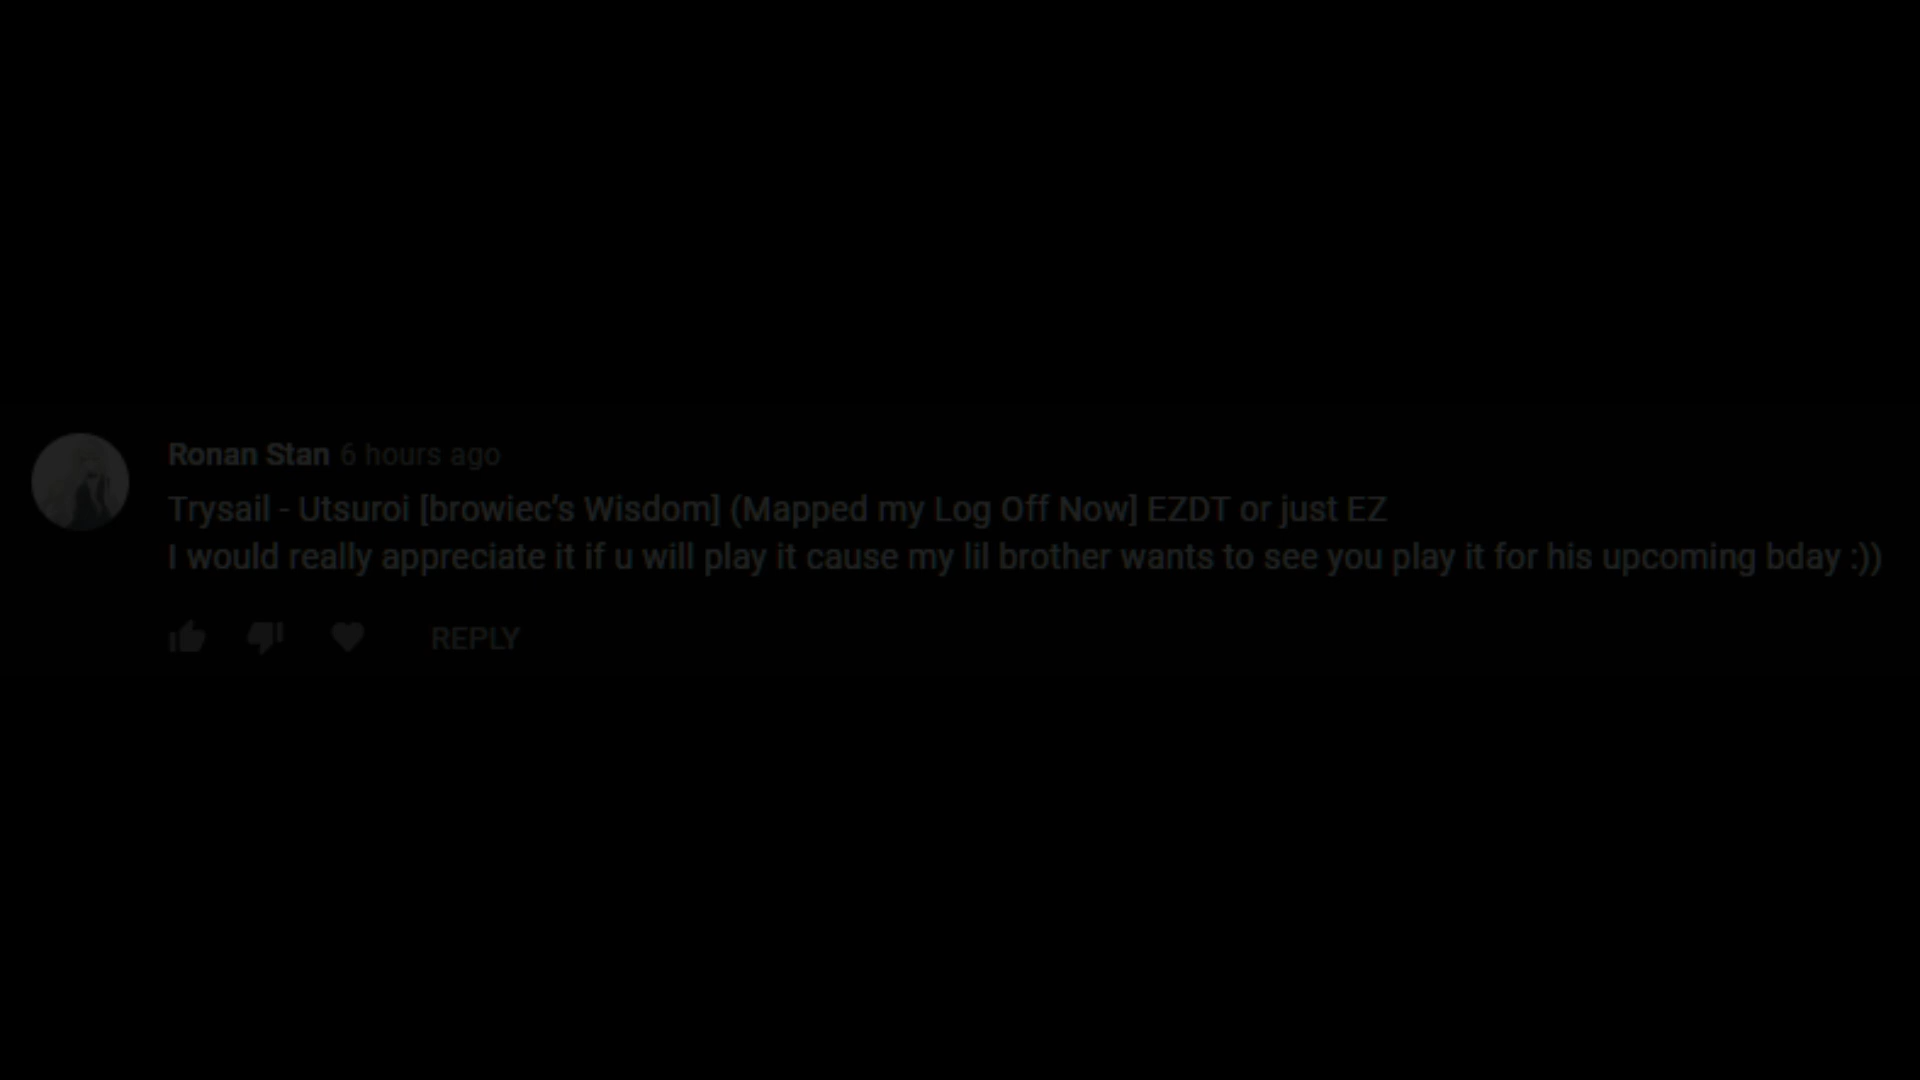 Ronan Stan 6 hours ago
Trysail - Utsuroi [browiec's Wisdom] (Mapped my Log Off Now] EZDT or just EZ
I would really appreciate it if u will play it cause my lil brother wants to see you play it for his upcoming bday :))
REPLY